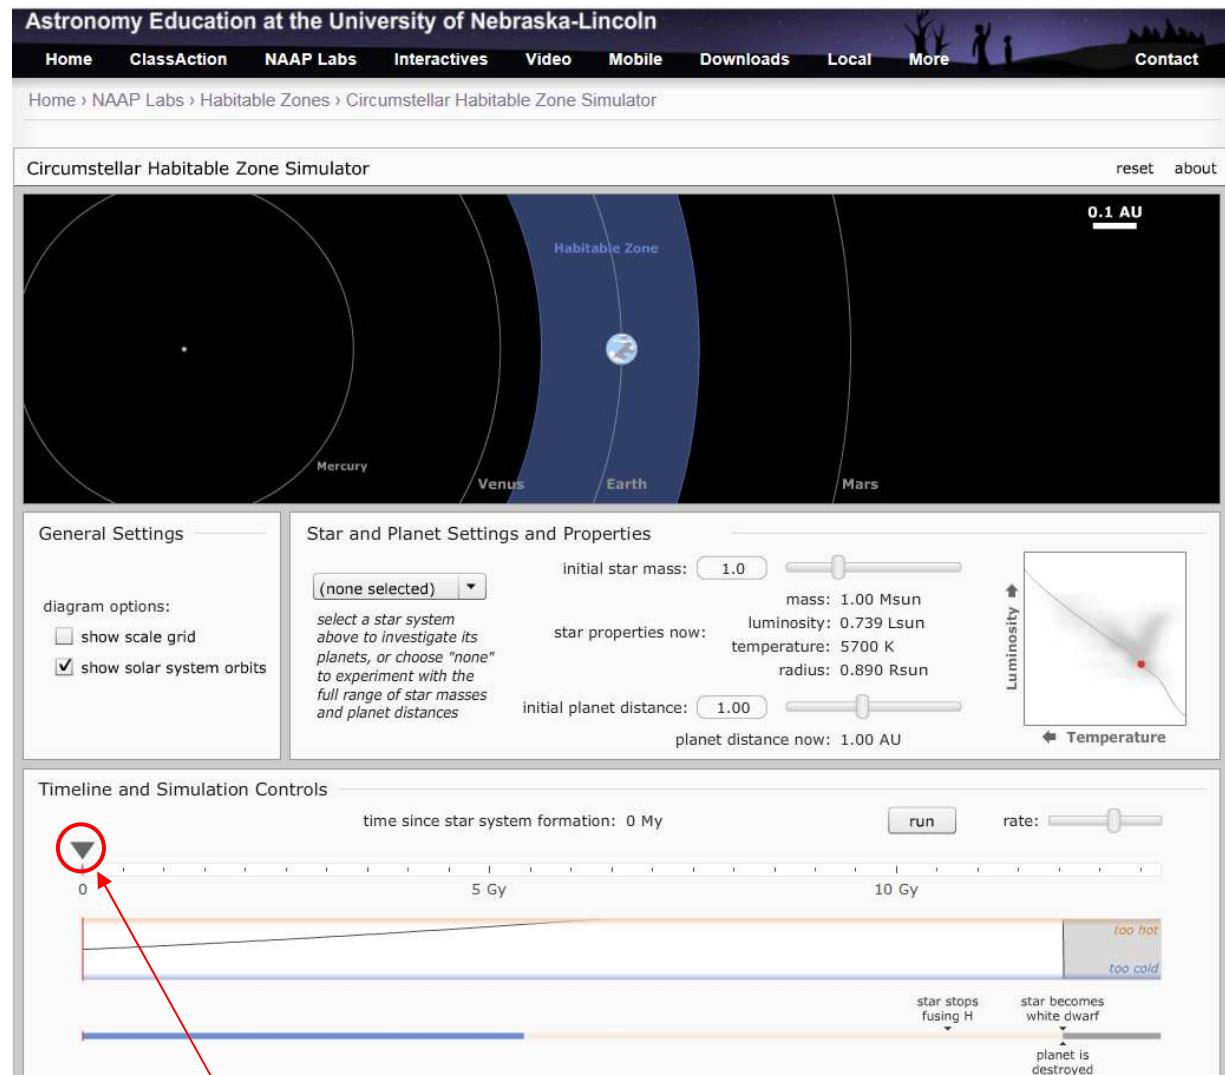 Astronomy Education at the University of Nebraska-Lincoln
Home ClassAction NAAP Labs Interactives Video Mobile Downloads Local More Contact
Home › NAAP Labs › Habitable Zones › Circumstellar Habitable Zone Simulator
Circumstellar Habitable Zone Simulator reset about
0.1 AU
Habitable Zone
Mercury
Venus Earth Mars
General Settings
diagram options:
show scale grid
show solar system orbits
Star and Planet Settings and Properties
(none selected)
select a star system
above to investigate its
planets, or choose "none"
to experiment with the
full range of star masses
and planet distances
initial star mass: 1.0
star properties now:
mass: 1.00 Msun
luminosity: 0.739 Lsun
temperature: 5700 K
radius: 0.890 Rsun
initial planet distance: 1.00
planet distance now: 1.00 AU
Luminosity
Temperature
Timeline and Simulation Controls
time since star system formation: 0 My run rate:
0 5 Gy 10 Gy
too hot
too cold
star stops
fusing H
star becomes
white dwarf
planet is
destroyed